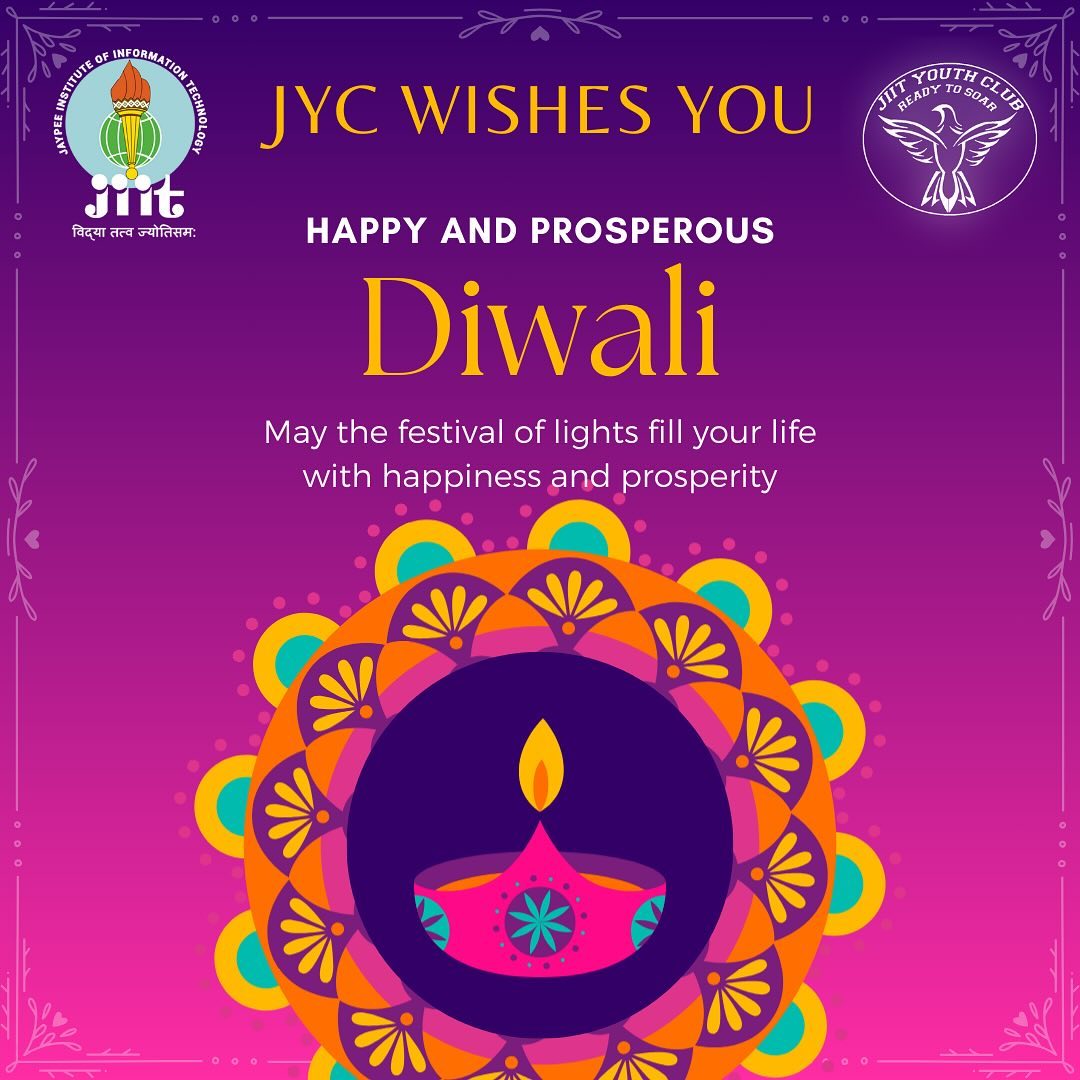 JAYPEE INSTITUTE OF INFORMATION TECHNOLOGY
jiit
विद्या तत्व ज्योतिसम:
JYC WISHES YOU
JIIT YOUTH CLUB
READY TO SOAR
HAPPY AND PROSPEROUS
Diwali
May the festival of lights fill your life
with happiness and prosperity